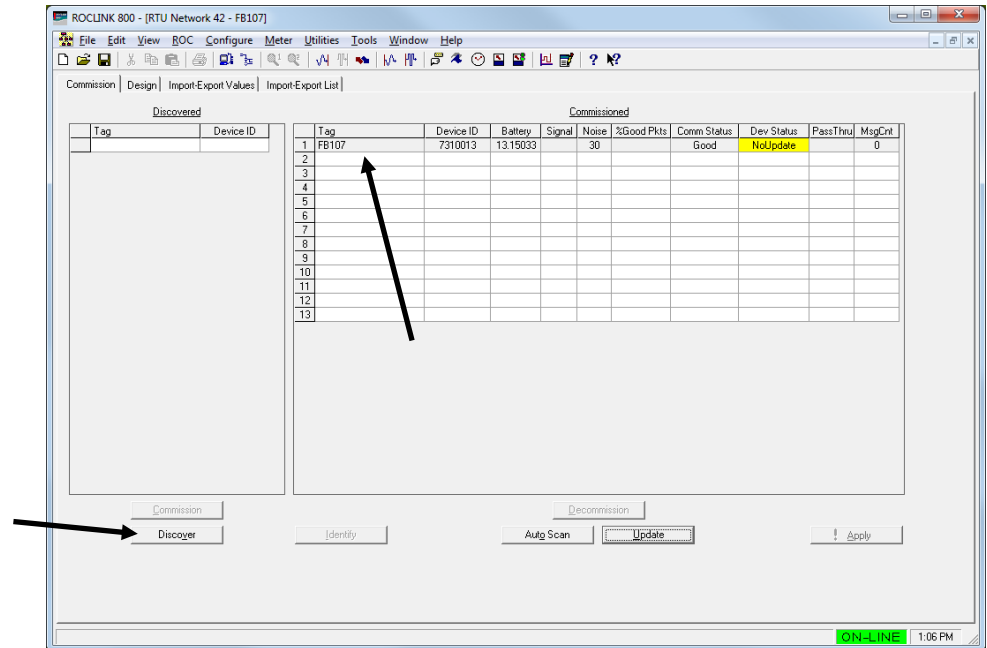 ROCLINK 800 - [RTU Network 42 - FB107]
File Edit View ROC Configure Meter Utilities Tools Window Help
Commission Design Import-Export Values Import-Export List
Discovered
Commissioned
Tag Device ID
Tag Device ID Battery Signal Noise %Good Pkts Comm Status Dev Status PassThru MsgCnt
1 FB107 7310013 13.15033 30 Good NoUpdate 0
2
3
4
5
6
7
8
9
10
11
12
13
Commission Decommission
Discover Identify Auto Scan Update ! Apply
ON-LINE 1:06 PM